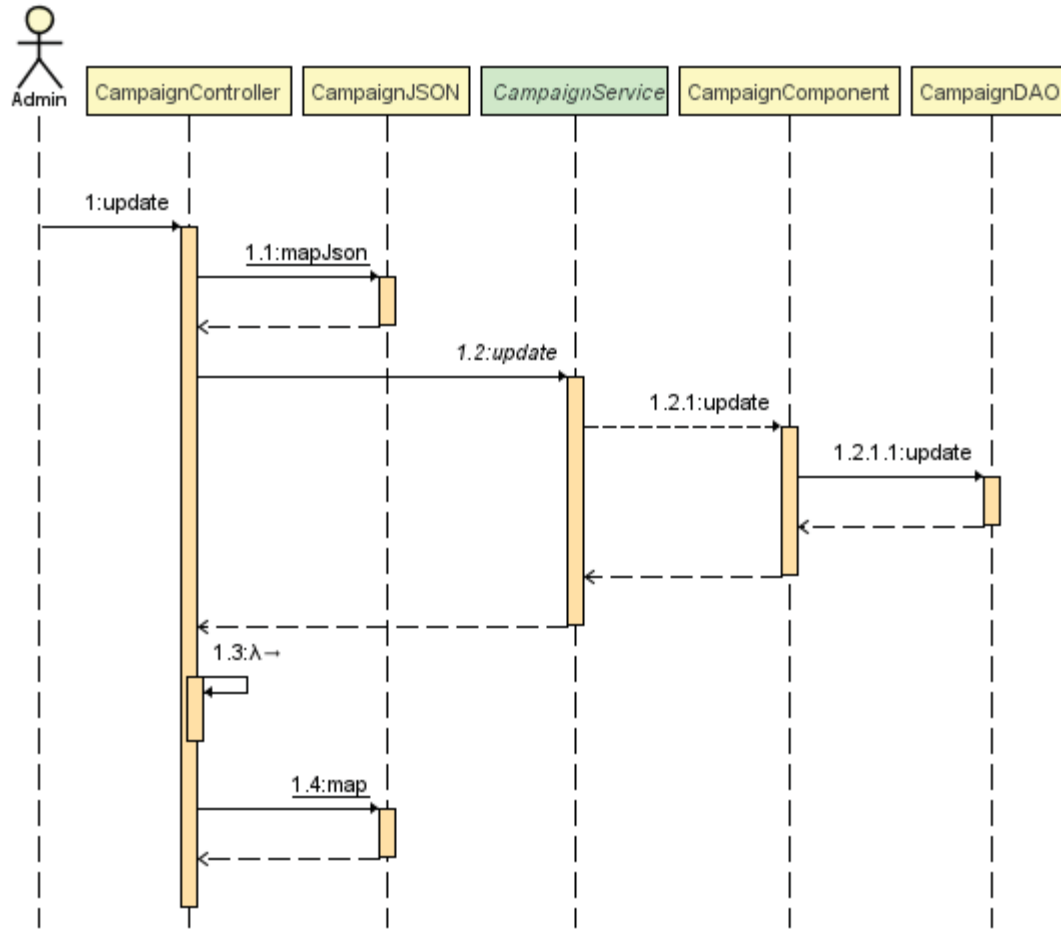 Admin
CampaignController
CampaignJSON
CampaignService
CampaignComponent
CampaignDAO
1:update
1.1:mapJson
1.2:update
1.2.1:update
1.2.1.1:update
1.3:λ→
1.4:map